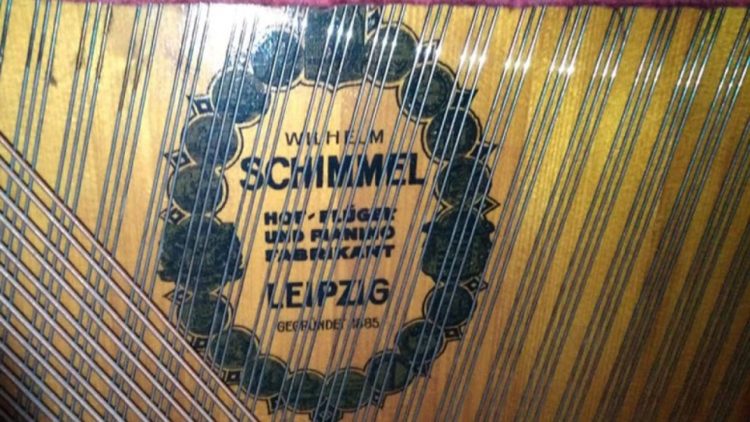 WILHELM
SCHIMMEL
HOF-FLÜGEL
UND PIANINO
FABRIKANT
LEIPZIG
GEGRÜNDET 1885